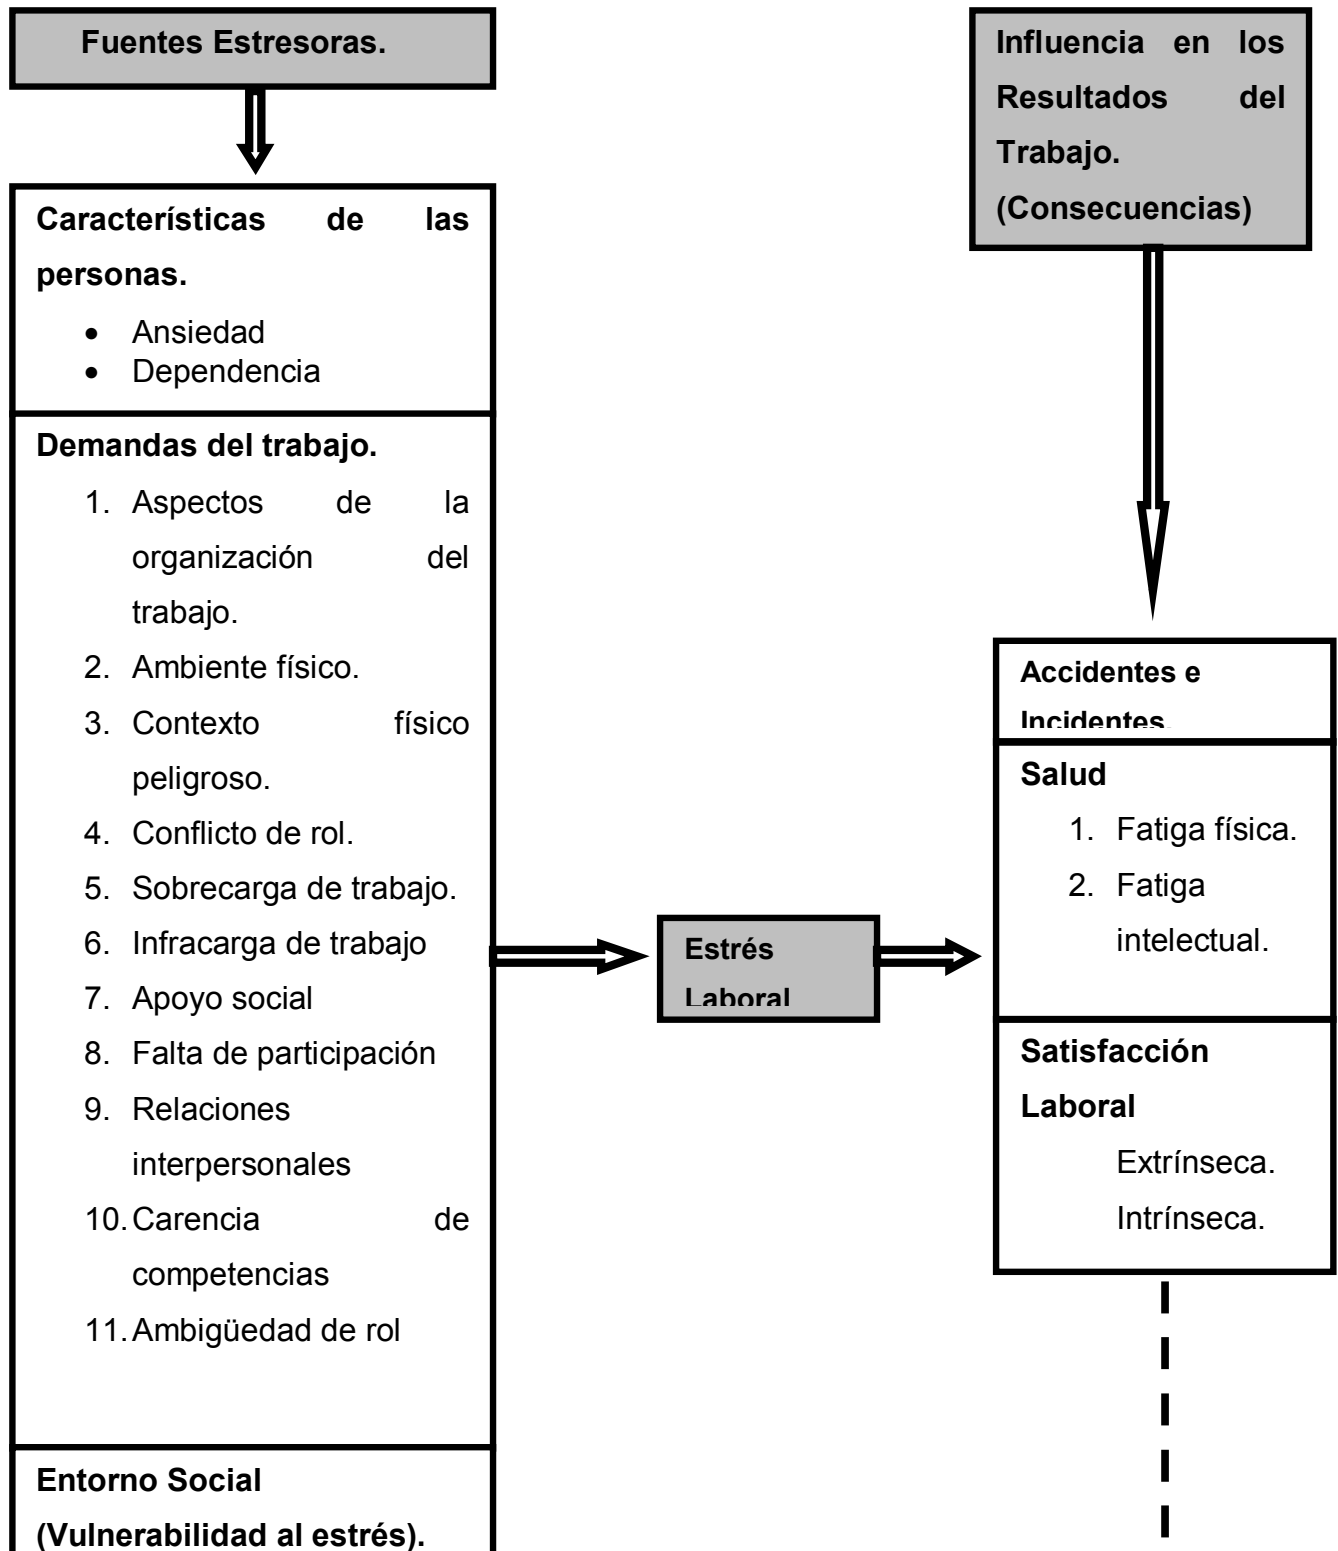 Fuentes Estresoras.
Características de las
personas.
• Ansiedad
• Dependencia
Demandas del trabajo.
1. Aspectos de la
organización del
trabajo.
2. Ambiente físico.
3. Contexto físico
peligroso.
4. Conflicto de rol.
5. Sobrecarga de trabajo.
6. Infracarga de trabajo
7. Apoyo social
8. Falta de participación
9. Relaciones
interpersonales
10. Carencia de
competencias
11. Ambigüedad de rol
Entorno Social
(Vulnerabilidad al estrés).
Estrés
Laboral
Influencia en los
Resultados del
Trabajo.
(Consecuencias)
Accidentes e
Incidentes.
Salud
1. Fatiga física.
2. Fatiga
intelectual.
Satisfacción
Laboral
Extrínseca.
Intrínseca.